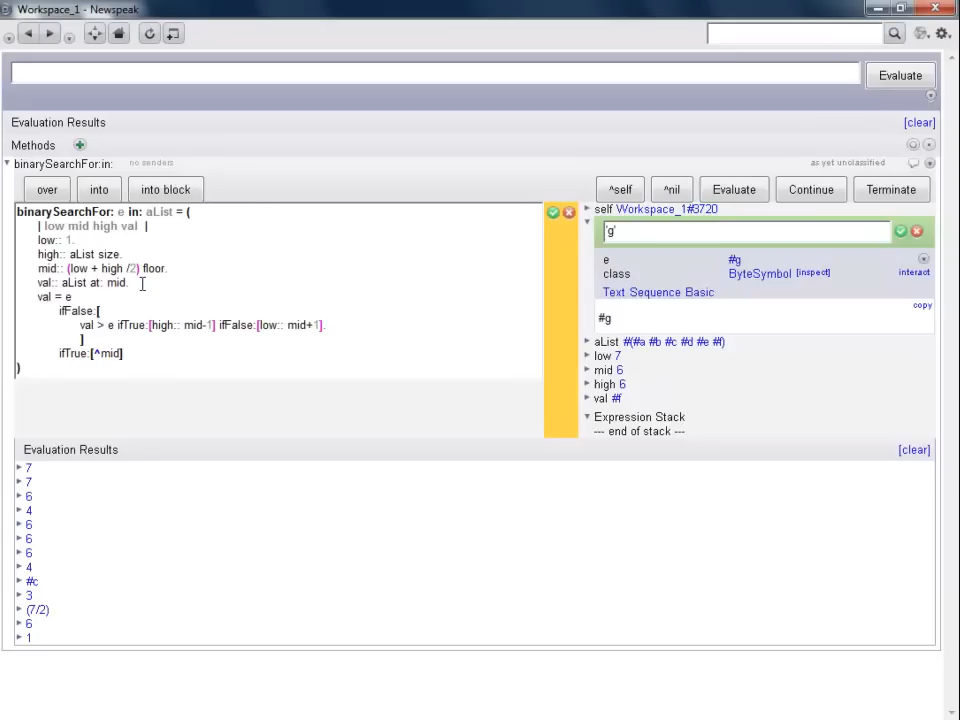 Workspace_1 - Newspeak
Evaluate
Evaluation Results
[clear]
Methods
binarySearchFor:in:
no senders
as yet unclassified
over
into
into block
^self
^nil
Evaluate
Continue
Terminate
binarySearchFor: e in: aList = (
| low mid high val |
low:: 1.
high:: aList size.
mid:: (low + high /2) floor.
val:: aList at: mid.
val = e
ifFalse:[
val > e ifTrue:[high:: mid-1] ifFalse:[low:: mid+1].
]
ifTrue:[^mid]
)
self Workspace_1#3720
'g'
e #g
class ByteSymbol [inspect] interact
Text Sequence Basic
copy
#g
aList #(#a #b #c #d #e #f)
low 7
mid 6
high 6
val #f
Expression Stack
--- end of stack ---
Evaluation Results
[clear]
7
7
6
4
6
6
6
4
#c
3
(7/2)
6
1